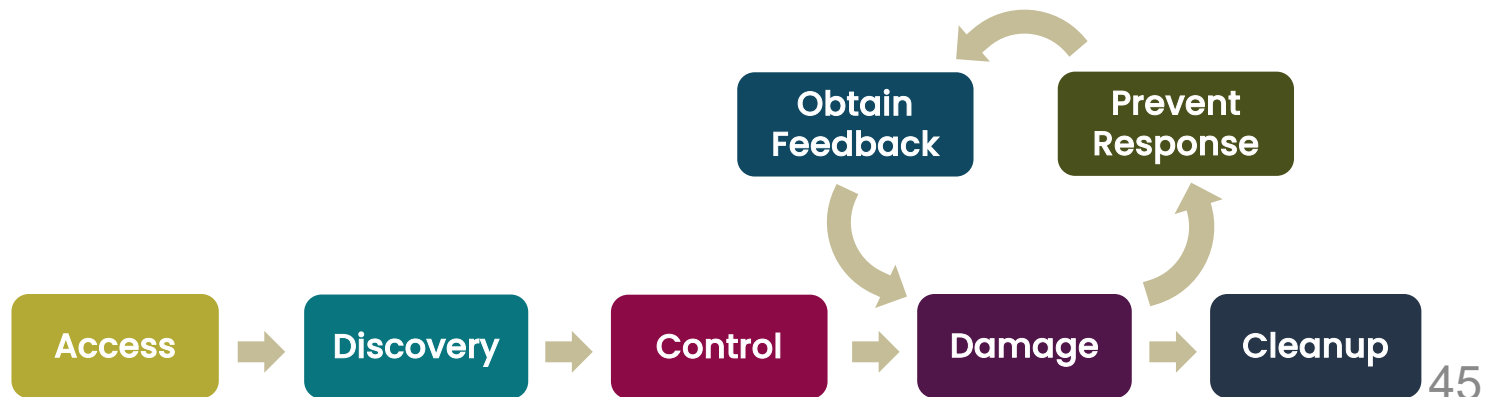 Obtain
Feedback
Prevent
Response
Access
Discovery
Control
Damage
Cleanup
45